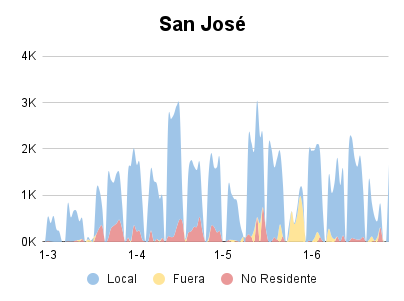 San José
4K
3K
2K
1K
0K
1-3 1-4 1-5 1-6
Local Fuera No Residente